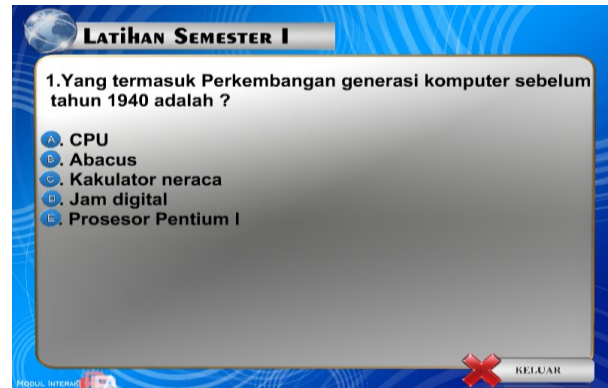 LATIHAN SEMESTER I
1.Yang termasuk Perkembangan generasi komputer sebelum
tahun 1940 adalah ?
A. CPU
B. Abacus
C. Kakulator neraca
D. Jam digital
E. Prosesor Pentium I
KELUAR
MODUL